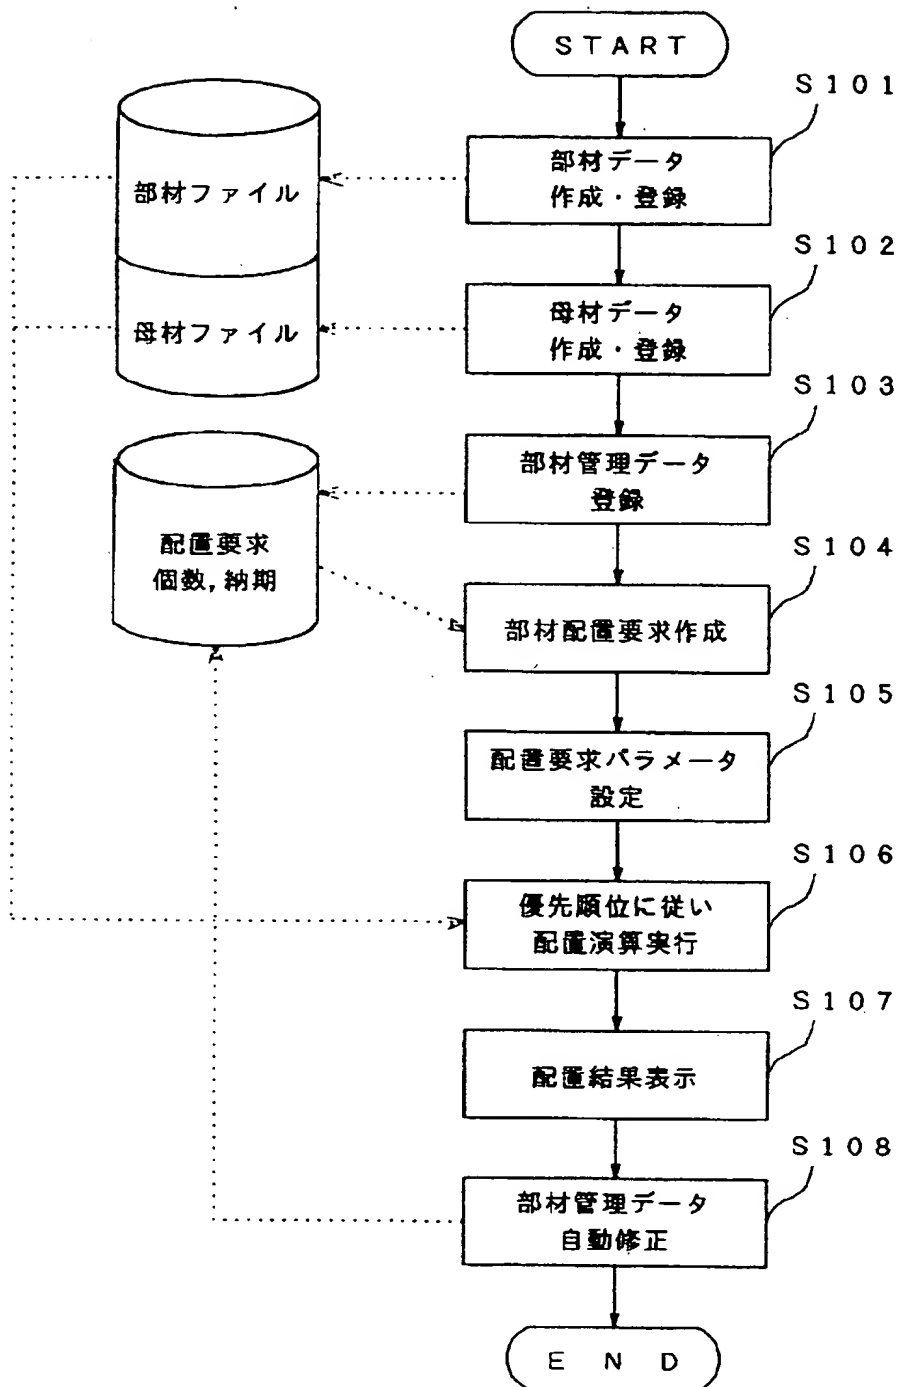 START
S101
部材データ
作成・登録
部材ファイル
S102
母材データ
作成・登録
母材ファイル
S103
部材管理データ
登録
配置要求
個数,納期
S104
部材配置要求作成
S105
配置要求パラメータ
設定
S106
優先順位に従い
配置演算実行
S107
配置結果表示
S108
部材管理データ
自動修正
END